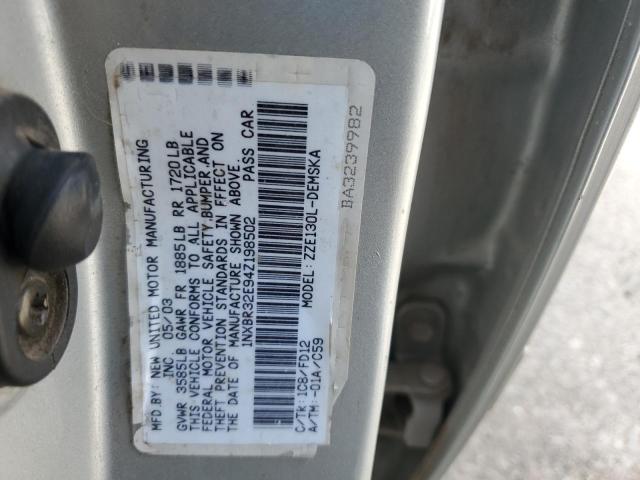 MFD.BY: NEW UNITED MOTOR MANUFACTURING
INC 05/03
GVWR 3585LB GAWR FR 1885LB RR 1720LB
THIS VEHICLE CONFORMS TO ALL APPLICABLE
FEDERAL MOTOR VEHICLE SAFETY,BUMPER,AND
THEFT PREVENTION STANDARDS IN EFFECT ON
THE DATE OF MANUFACTURE SHOWN ABOVE.
1NXBR32E94Z198502 PASS CAR
MODEL: ZZE130L-DEMSKA
C/TR:1C8/FD12
A/TM:-01A/C59
BA3239982